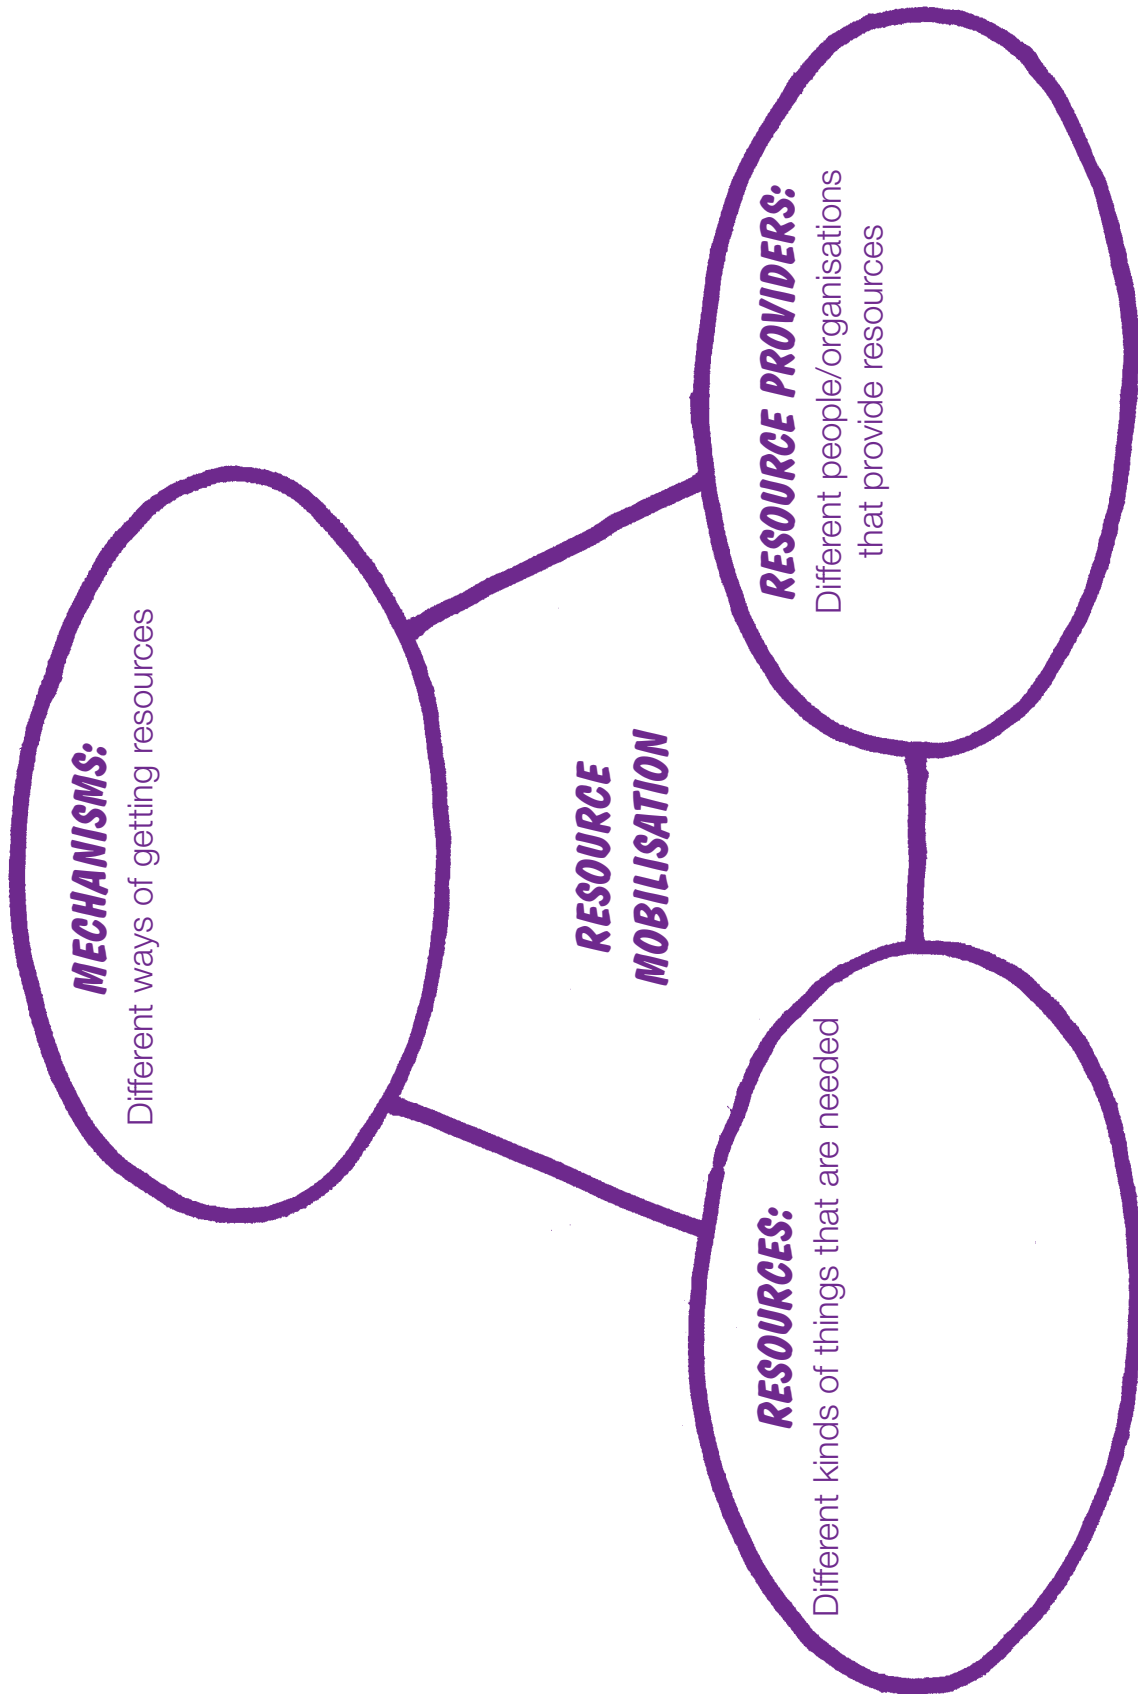 MECHANISMS:
Different ways of getting resources
RESOURCE
MOBILISATION
RESOURCES:
Different kinds of things that are needed
RESOURCE PROVIDERS:
Different people/organisations
that provide resources